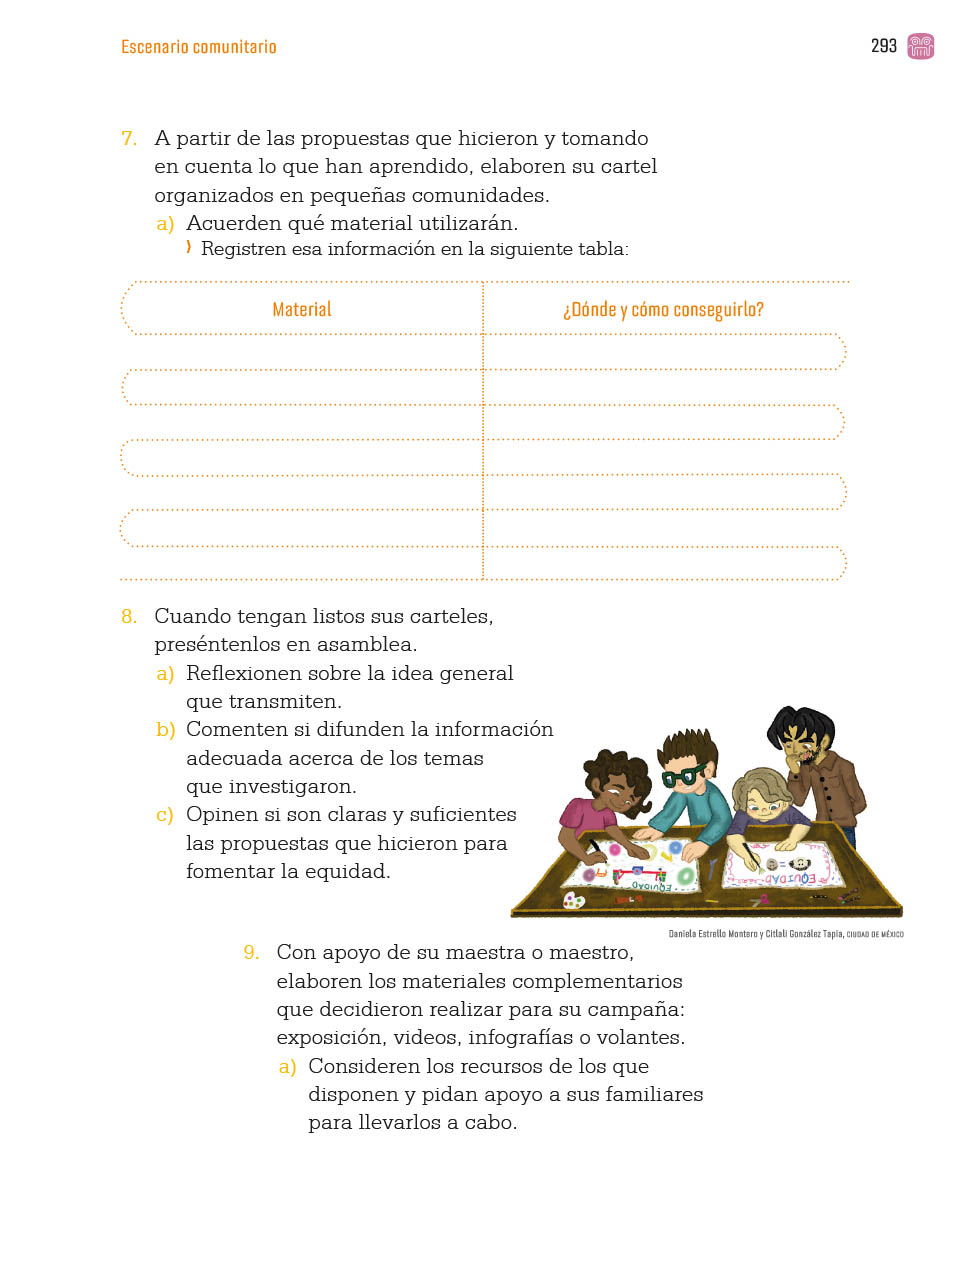 Escenario comunitario
293
7. A partir de las propuestas que hicieron y tomando
en cuenta lo que han aprendido, elaboren su cartel
organizados en pequeñas comunidades.
a) Acuerden qué material utilizarán.
Registren esa información en la siguiente tabla:
Material
¿Dónde y cómo conseguirlo?
8. Cuando tengan listos sus carteles,
preséntenlos en asamblea.
a) Reflexionen sobre la idea general
que transmiten.
b) Comenten si difunden la información
adecuada acerca de los temas
que investigaron.
c) Opinen si son claras y suficientes
las propuestas que hicieron para
fomentar la equidad.
EQUIDAD
EQUIDAD
Daniela Estrello Montero y Citlali González Tapia, CIUDAD DE MÉXICO
9. Con apoyo de su maestra o maestro,
elaboren los materiales complementarios
que decidieron realizar para su campaña:
exposición, videos, infografías o volantes.
a) Consideren los recursos de los que
disponen y pidan apoyo a sus familiares
para llevarlos a cabo.